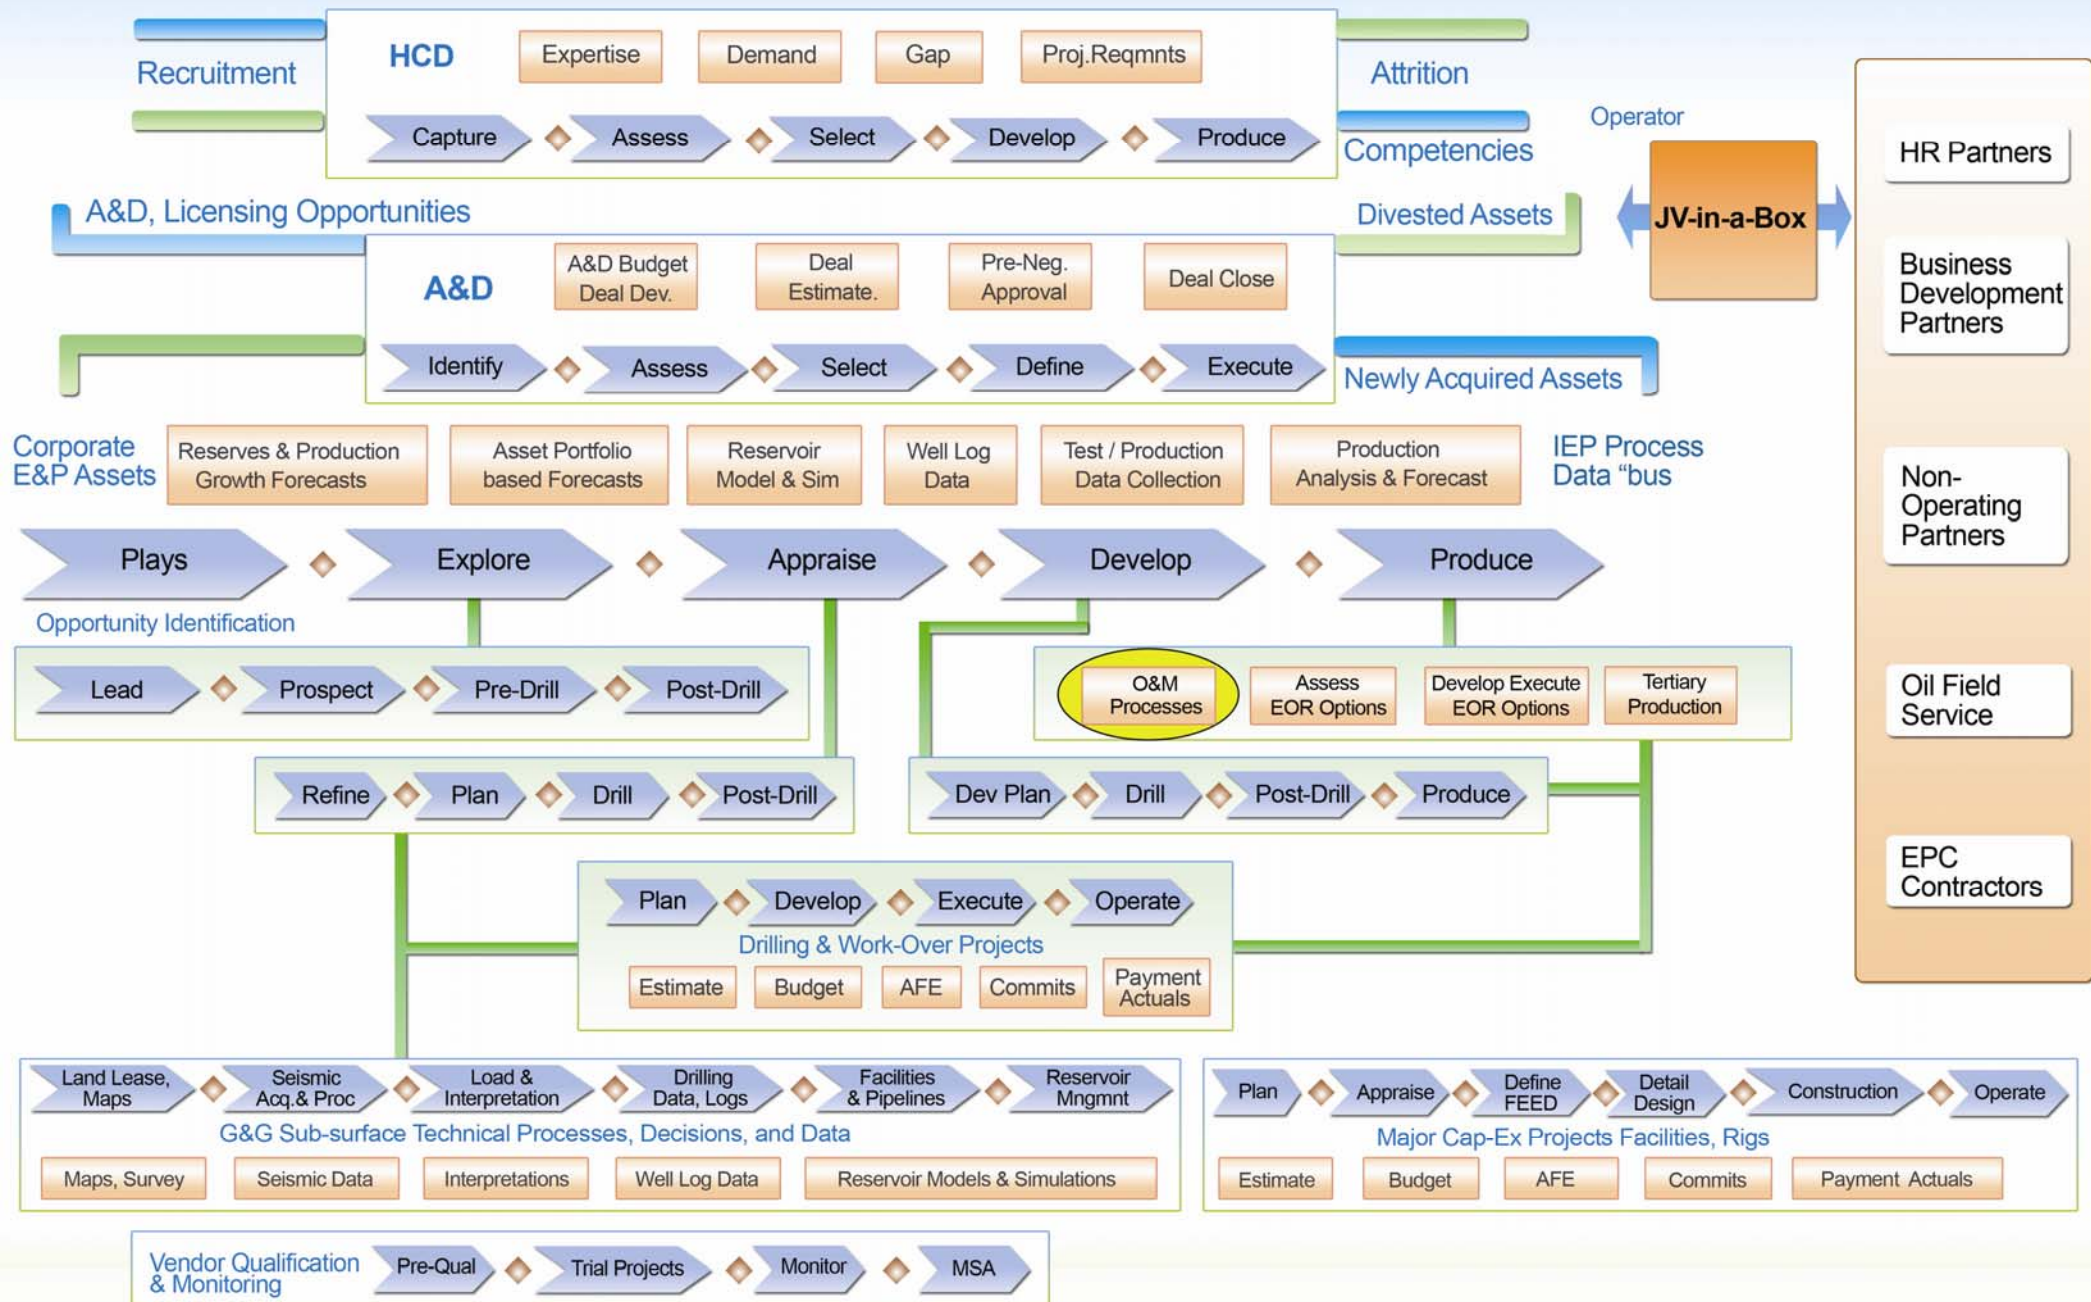 Recruitment
HCD
Expertise
Demand
Gap
Proj.Reqmnts
Attrition
Capture
Assess
Select
Develop
Produce
Competencies
Operator
JV-in-a-Box
HR Partners
Business
Development
Partners
Non-
Operating
Partners
Oil Field
Service
EPC
Contractors
A&D, Licensing Opportunities
Divested Assets
A&D
A&D Budget
Deal Dev.
Deal
Estimate.
Pre-Neg.
Approval
Deal Close
Identify
Assess
Select
Define
Execute
Newly Acquired Assets
Corporate
E&P Assets
Reserves & Production
Growth Forecasts
Asset Portfolio
based Forecasts
Reservoir
Model & Sim
Well Log
Data
Test / Production
Data Collection
Production
Analysis & Forecast
IEP Process
Data “bus
Plays
Explore
Appraise
Develop
Produce
Opportunity Identification
Lead
Prospect
Pre-Drill
Post-Drill
O&M
Processes
Assess
EOR Options
Develop Execute
EOR Options
Tertiary
Production
Refine
Plan
Drill
Post-Drill
Dev Plan
Drill
Post-Drill
Produce
Plan
Develop
Execute
Operate
Drilling & Work-Over Projects
Estimate
Budget
AFE
Commits
Payment
Actuals
Land Lease,
Maps
Seismic
Acq.& Proc
Load &
Interpretation
Drilling
Data, Logs
Facilities
& Pipelines
Reservoir
Mngmnt
G&G Sub-surface Technical Processes, Decisions, and Data
Maps, Survey
Seismic Data
Interpretations
Well Log Data
Reservoir Models & Simulations
Plan
Appraise
Define
FEED
Detail
Design
Construction
Operate
Major Cap-Ex Projects Facilities, Rigs
Estimate
Budget
AFE
Commits
Payment Actuals
Vendor Qualification
& Monitoring
Pre-Qual
Trial Projects
Monitor
MSA